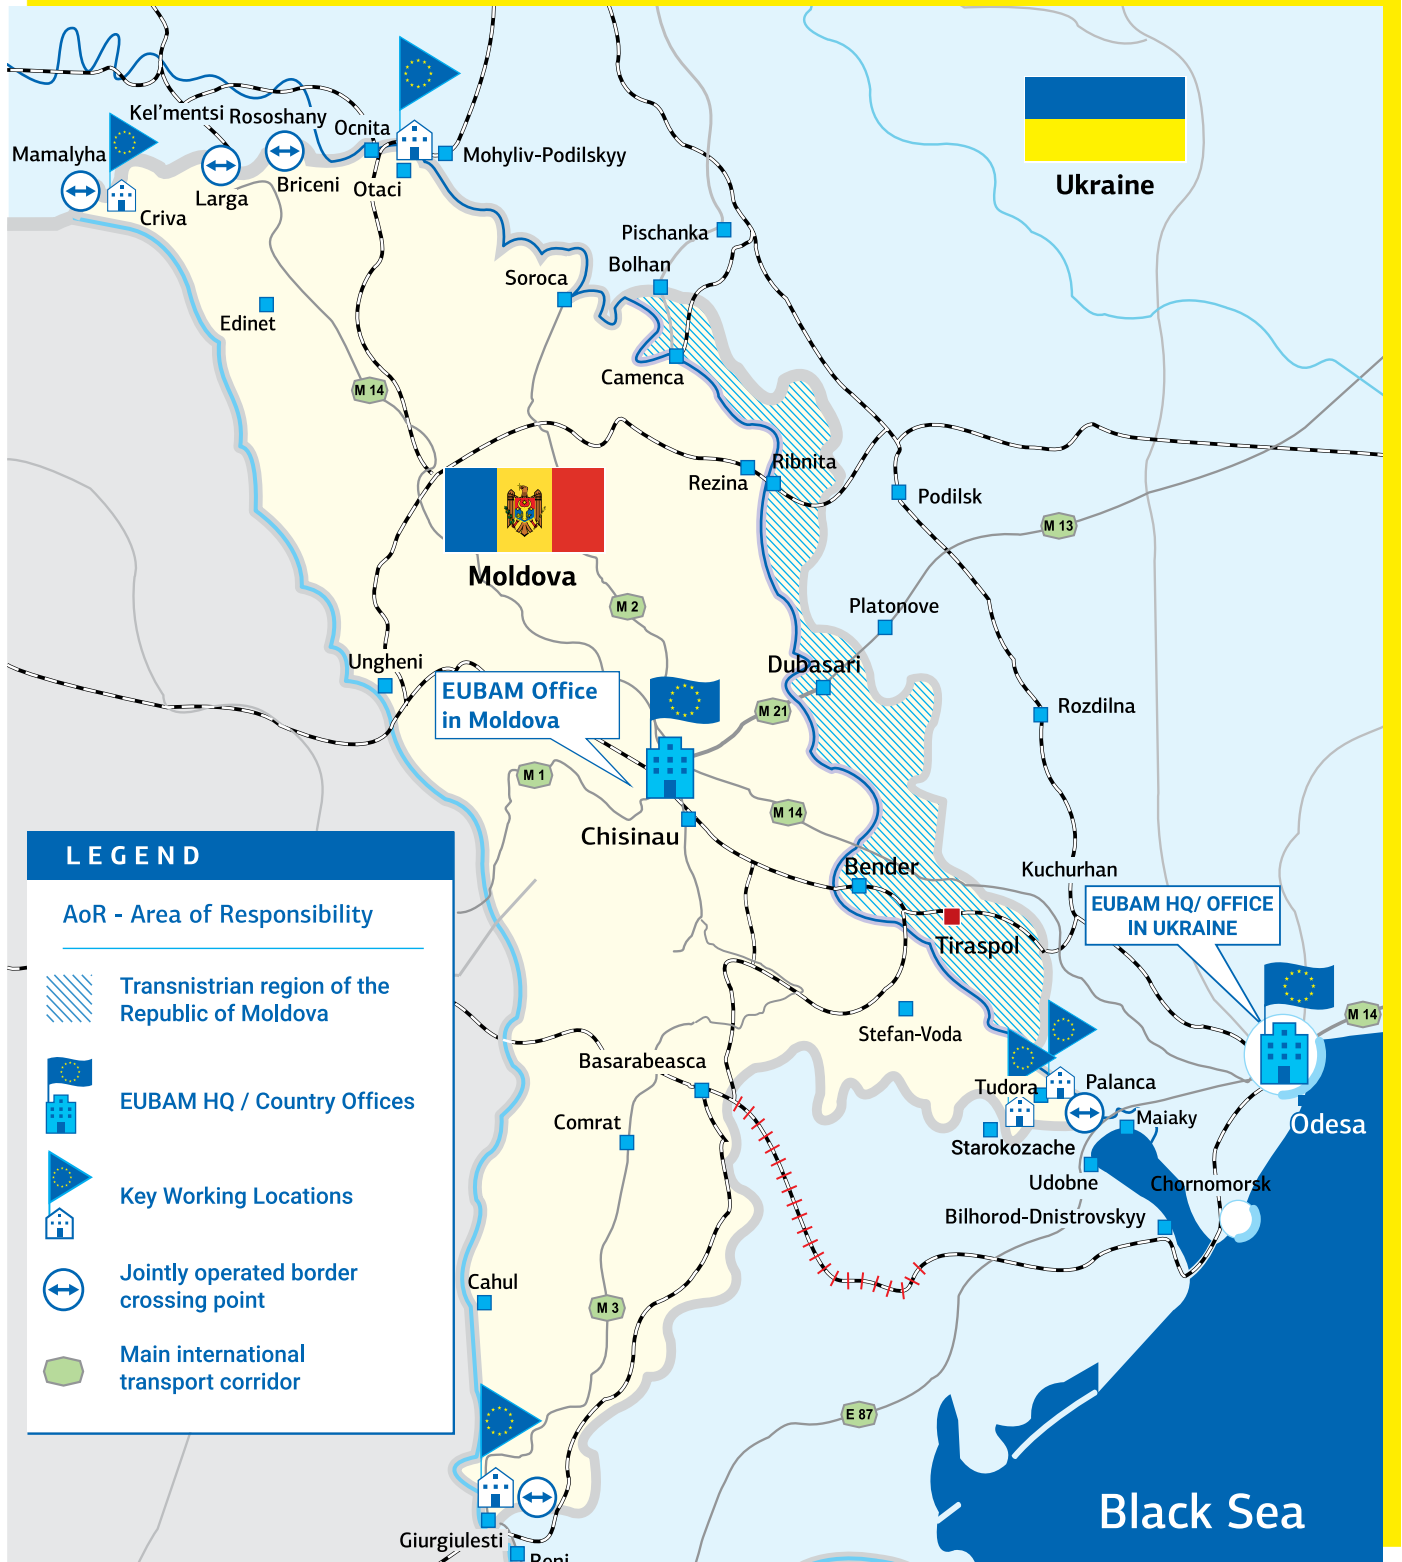 Kel'mentsi
Rososhany
Ocnita
Mamalyha
Mohyliv-Podilskyy
Briceni
Otaci
Larga
Criva
Ukraine
Pischanka
Bolhan
Soroca
Edinet
Camenca
M 14
Ribnita
Rezina
Podilsk
M 13
Moldova
M 2
Platonove
Ungheni
Dubasari
EUBAM Office
in Moldova
M 21
Rozdilna
M 1
M 14
Chisinau
Bender
Kuchurhan
LEGEND
AoR - Area of Responsibility
Transnistrian region of the
Republic of Moldova
EUBAM HQ / Country Offices
Key Working Locations
Jointly operated border
crossing point
Main international
transport corridor
EUBAM HQ/ OFFICE
IN UKRAINE
Tiraspol
M 14
Stefan-Voda
Basarabeasca
Tudora
Palanca
Comrat
Maiaky
Odesa
Starokozache
Udobne
Chornomorsk
Bilhorod-Dnistrovskyy
Cahul
M 3
E 87
Black Sea
Giurgiulesti
Reni